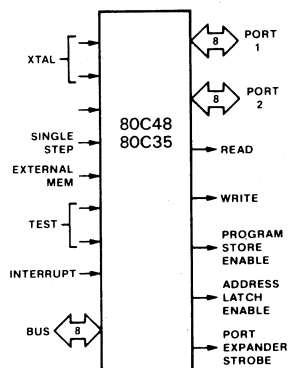 XTAL
SINGLE
STEP
EXTERNAL
MEM
TEST
INTERRUPT
BUS
8
80C48
80C35
8
PORT
1
8
PORT
2
READ
WRITE
PROGRAM
STORE
ENABLE
ADDRESS
LATCH
ENABLE
PORT
EXPANDER
STROBE